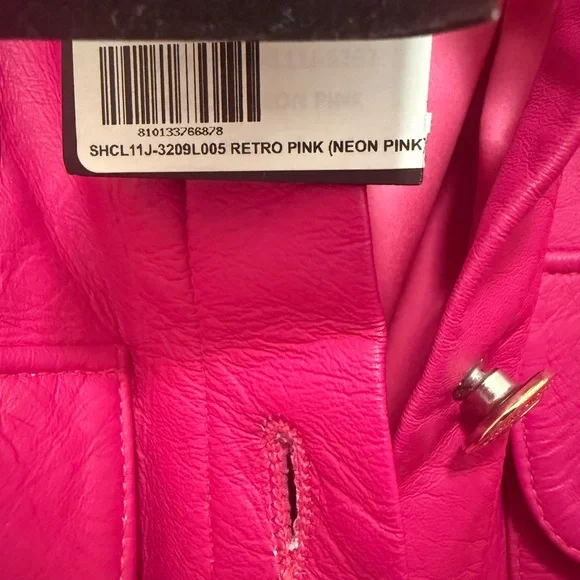 810133766878
SHCL11J-3209L005 RETRO PINK (NEON PINK)